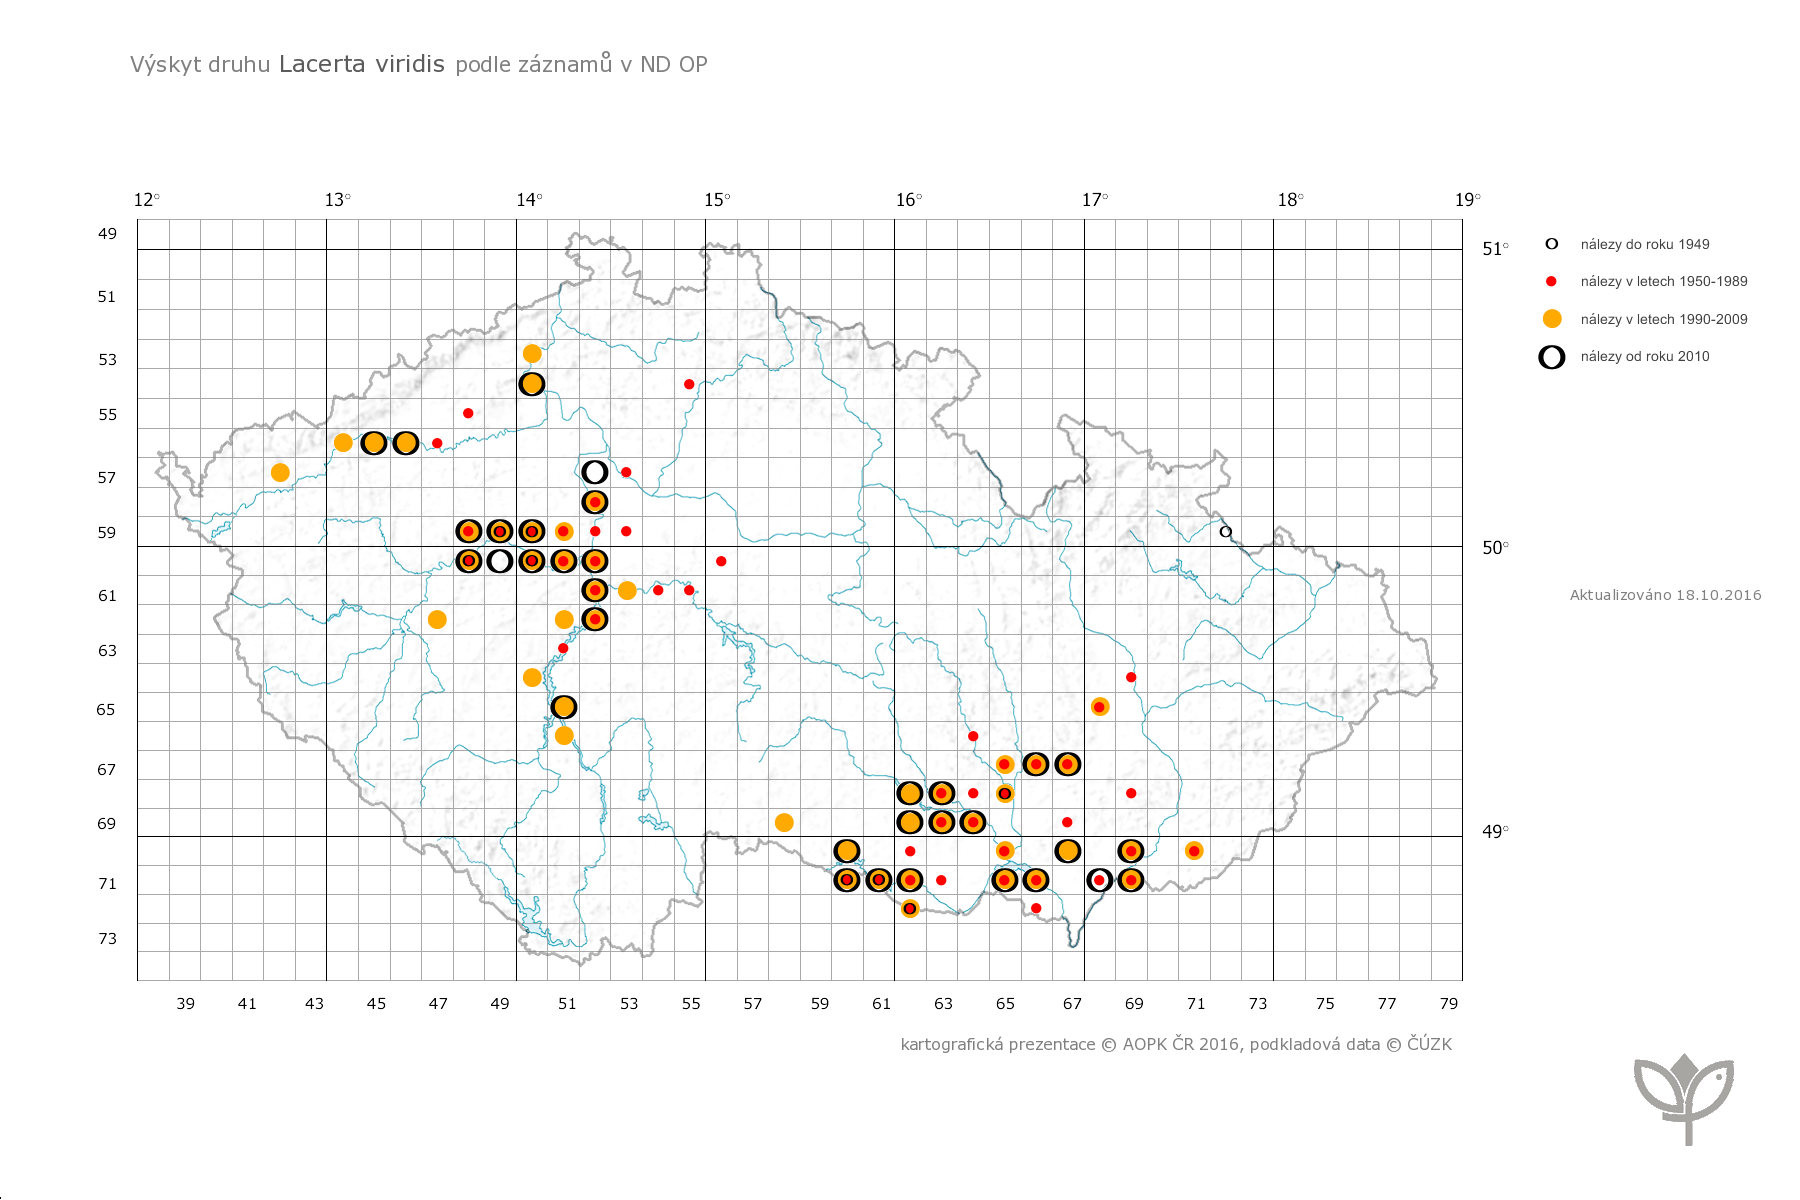 Výskyt druhu Lacerta viridis podle záznamů v ND OP
12° 13° 14° 15° 16° 17° 18° 19°
49
51°
nálezy do roku 1949
51
nálezy v letech 1950-1989
nálezy v letech 1990-2009
53
nálezy od roku 2010
55
57
59
50°
61
Aktualizováno 18.10.2016
63
65
67
69
49°
71
73
39 41 43 45 47 49 51 53 55 57 59 61 63 65 67 69 71 73 75 77 79
kartografická prezentace © AOPK ČR 2016, podkladová data © ČÚZK